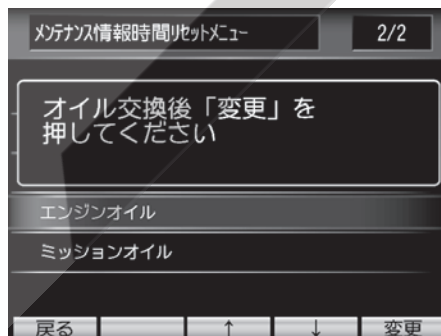 ﾒﾝﾃﾅﾝｽ情報時間ﾘｾｯﾄﾒﾆｭｰ 2/2
オイル交換後「変更」を
押してください
エンジンオイル
ミッションオイル
戻る ↑ ↓ 変更